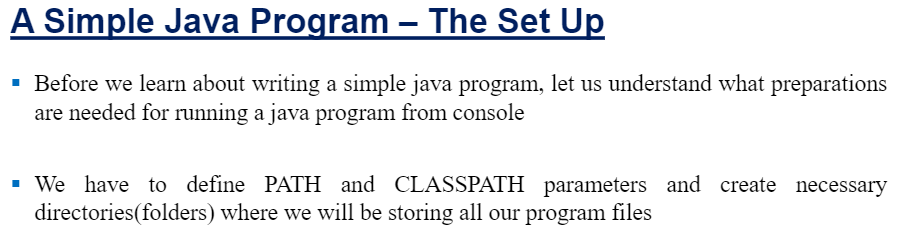 A Simple Java Program – The Set Up
▪ Before we learn about writing a simple java program, let us understand what preparations
are needed for running a java program from console
▪ We have to define PATH and CLASSPATH parameters and create necessary
directories(folders) where we will be storing all our program files